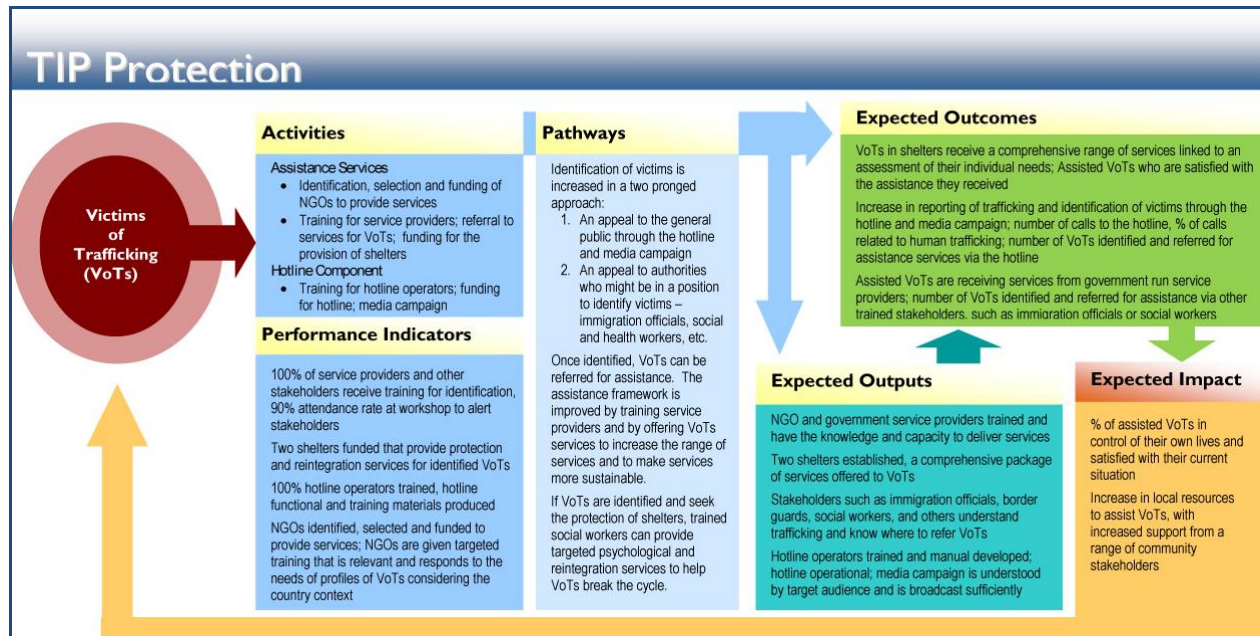 TIP Protection
Victims
of
Trafficking
(VoTs)
Activities
Assistance Services
• Identification, selection and funding of
NGOs to provide services
• Training for service providers; referral to
services for VoTs; funding for the
provision of shelters
Hotline Component
• Training for hotline operators; funding
for hotline; media campaign
Performance Indicators
100% of service providers and other
stakeholders receive training for identification,
90% attendance rate at workshop to alert
stakeholders
Two shelters funded that provide protection
and reintegration services for identified VoTs
100% hotline operators trained, hotline
functional and training materials produced
NGOs identified, selected and funded to
provide services; NGOs are given targeted
training that is relevant and responds to the
needs of profiles of VoTs considering the
country context
Pathways
Identification of victims is
increased in a two pronged
approach:
1. An appeal to the general
public through the hotline
and media campaign
2. An appeal to authorities
who might be in a position
to identify victims –
immigration officials, social
and health workers, etc.
Once identified, VoTs can be
referred for assistance. The
assistance framework is
improved by training service
providers and by offering VoTs
services to increase the range of
services and to make services
more sustainable.
If VoTs are identified and seek
the protection of shelters, trained
social workers can provide
targeted psychological and
reintegration services to help
VoTs break the cycle.
Expected Outcomes
VoTs in shelters receive a comprehensive range of services linked to an
assessment of their individual needs; Assisted VoTs who are satisfied with
the assistance they received
Increase in reporting of trafficking and identification of victims through the
hotline and media campaign; number of calls to the hotline, % of calls
related to human trafficking; number of VoTs identified and referred for
assistance services via the hotline
Assisted VoTs are receiving services from government run service
providers; number of VoTs identified and referred for assistance via other
trained stakeholders, such as immigration officials or social workers
Expected Outputs
NGO and government service providers trained and
have the knowledge and capacity to deliver services
Two shelters established, a comprehensive package
of services offered to VoTs
Stakeholders such as immigration officials, border
guards, social workers, and others understand
trafficking and know where to refer VoTs
Hotline operators trained and manual developed;
hotline operational; media campaign is understood
by target audience and is broadcast sufficiently
Expected Impact
% of assisted VoTs in
control of their own lives and
satisfied with their current
situation
Increase in local resources
to assist VoTs, with
increased support from a
range of community
stakeholders